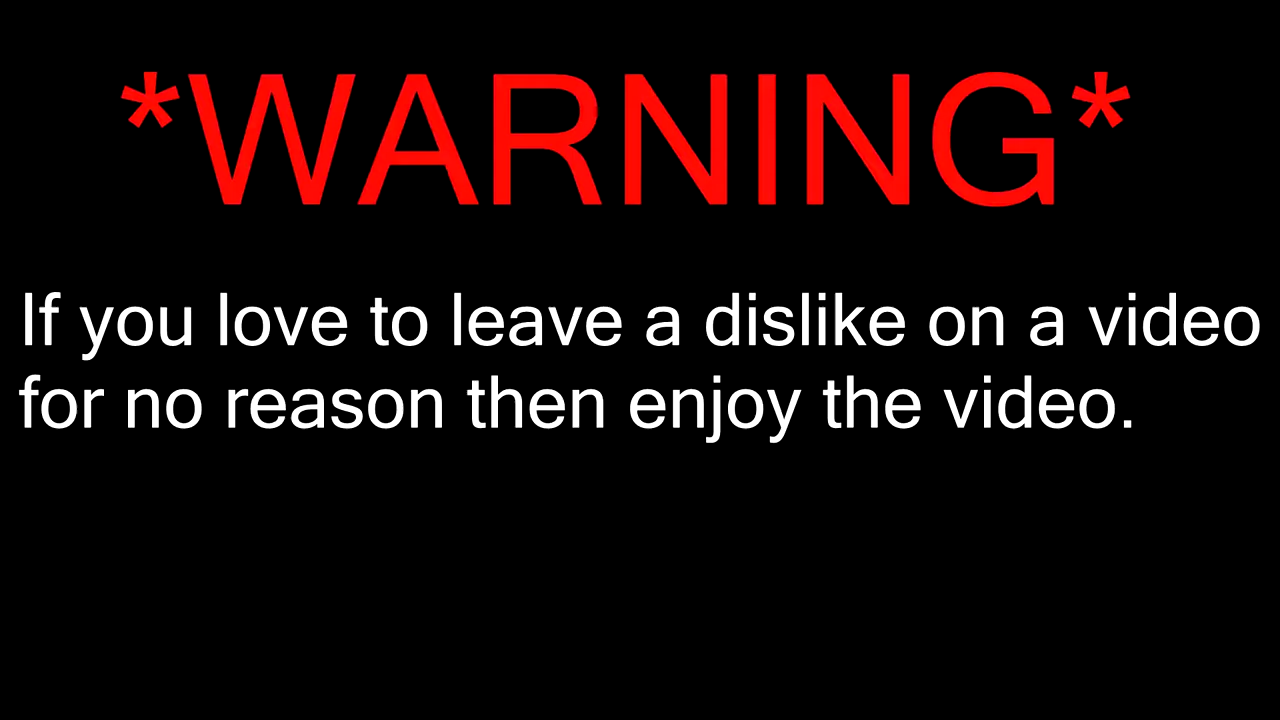 *WARNING*
If you love to leave a dislike on a video
for no reason then enjoy the video.